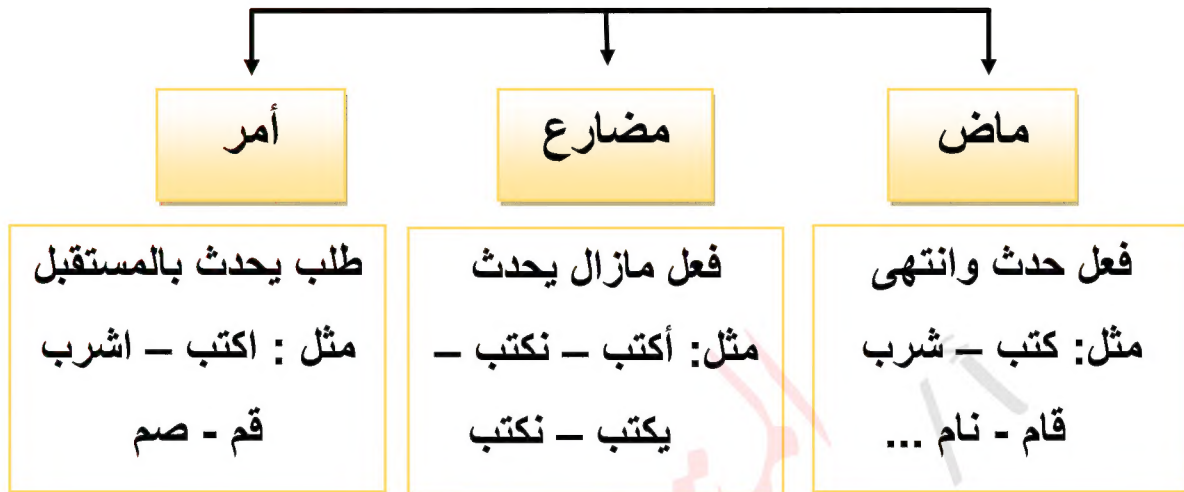 ماض
مضارع
أمر
فعل حدث وانتهى
مثل: كتب – شرب
قام - نام ...
فعل مازال يحدث
مثل: أكتب – نكتب –
يكتب – نكتب
طلب يحدث بالمستقبل
مثل : اكتب – اشرب
قم - صم